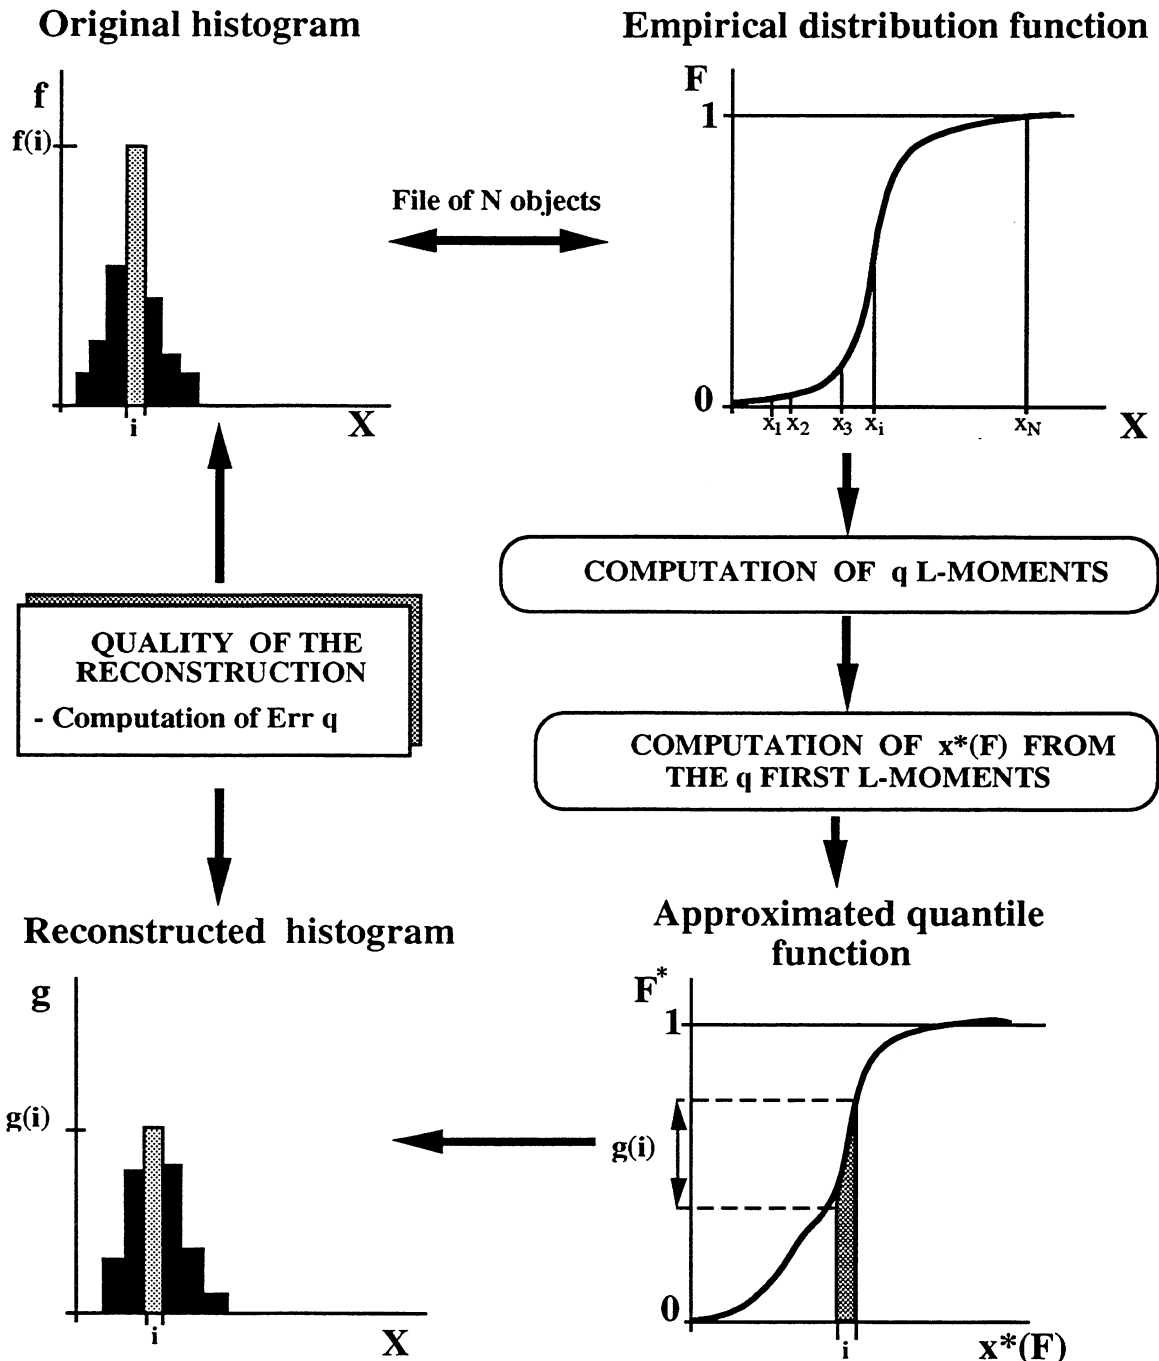 Original histogram
f
f(i)
i
X
File of N objects
Empirical distribution function
F
1
0
x1 x2 x3 xi xN
X
COMPUTATION OF q L-MOMENTS
COMPUTATION OF x*(F) FROM
THE q FIRST L-MOMENTS
QUALITY OF THE
RECONSTRUCTION
- Computation of Err q
Reconstructed histogram
g
g(i)
i
X
Approximated quantile
function
F*
1
g(i)
0
i
x*(F)